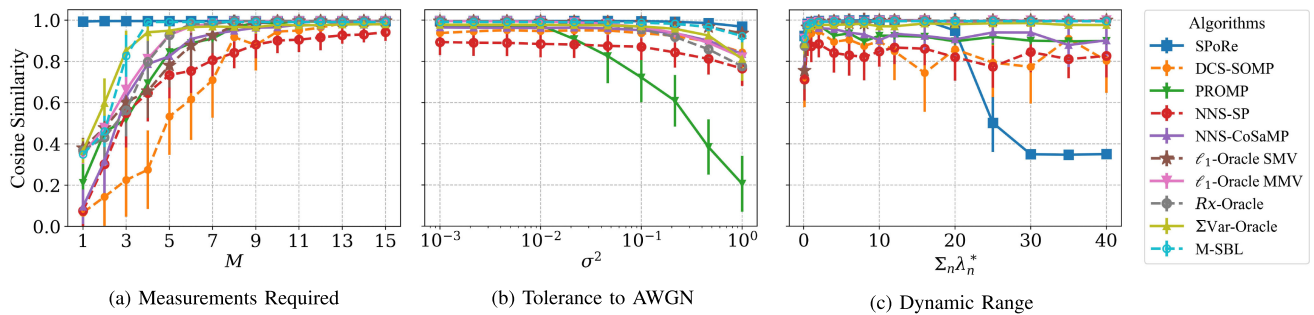 Cosine Similarity
1.0
0.8
0.6
0.4
0.2
0.0
1 3 5 7 9 11 13 15
M
(a) Measurements Required
10⁻³ 10⁻² 10⁻¹ 10⁰
σ²
(b) Tolerance to AWGN
0 10 20 30 40
Σₙλₙ*
(c) Dynamic Range
Algorithms
SPoRe
DCS-SOMP
PROMP
NNS-SP
NNS-CoSaMP
ℓ₁-Oracle SMV
ℓ₁-Oracle MMV
Rx-Oracle
ΣVar-Oracle
M-SBL